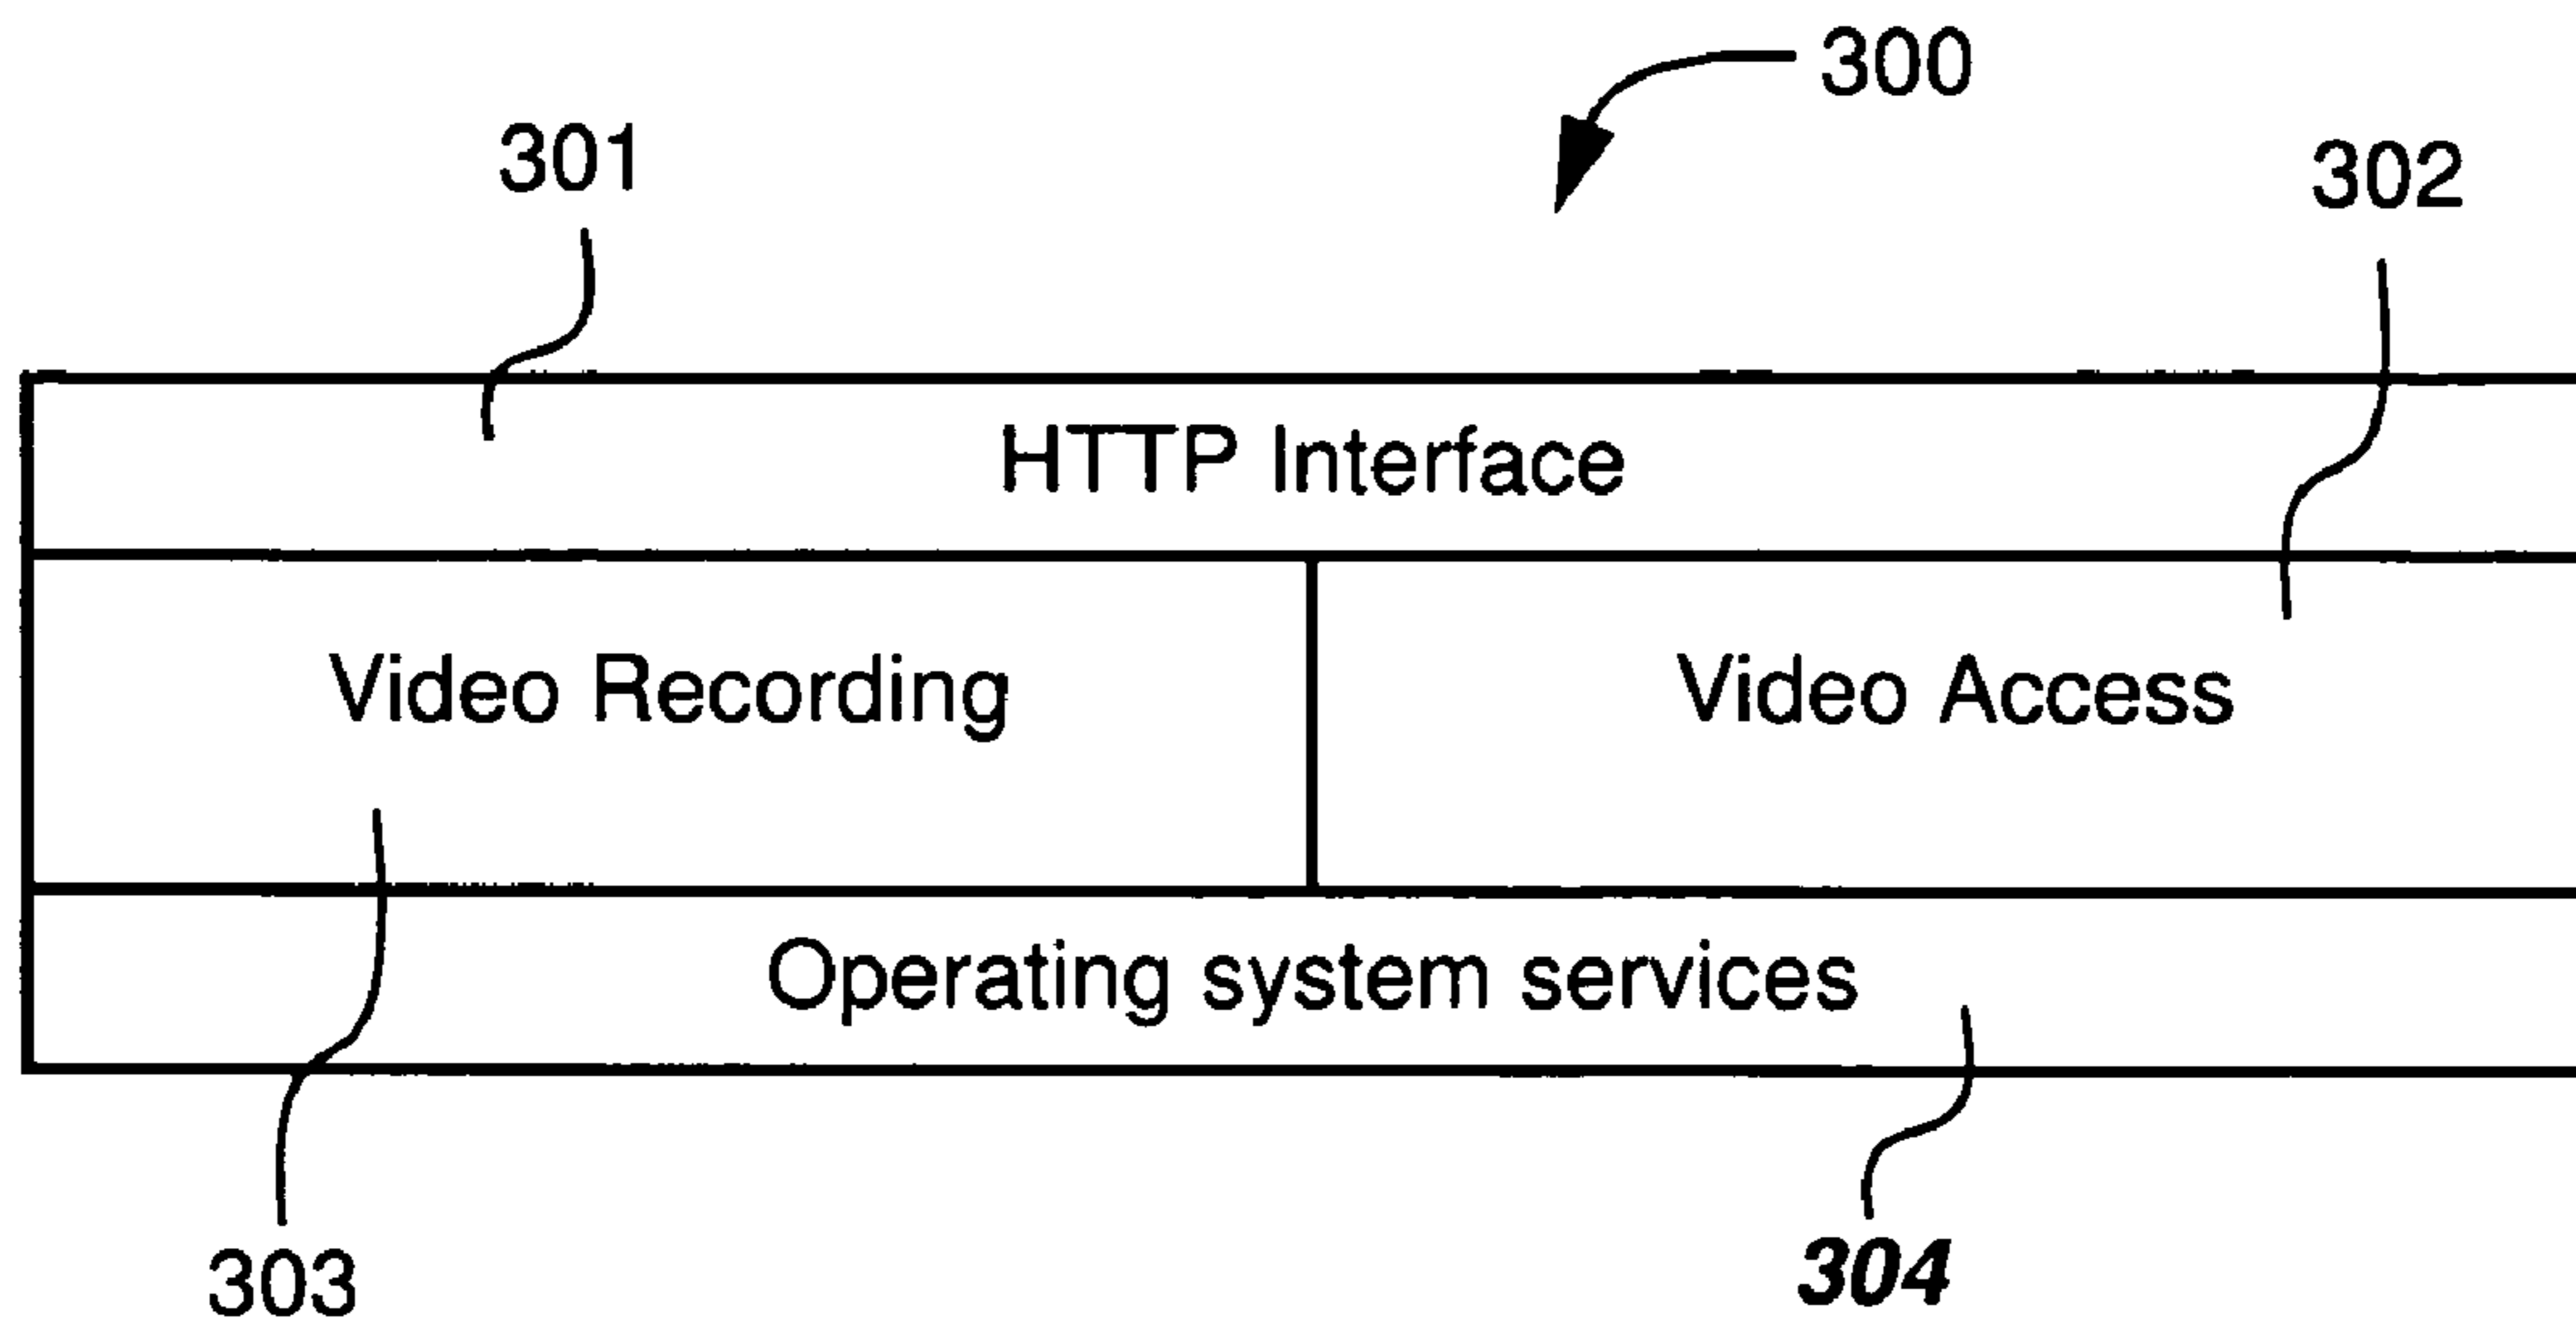 300
301
302
HTTP Interface
Video Recording
Video Access
Operating system services
303
304